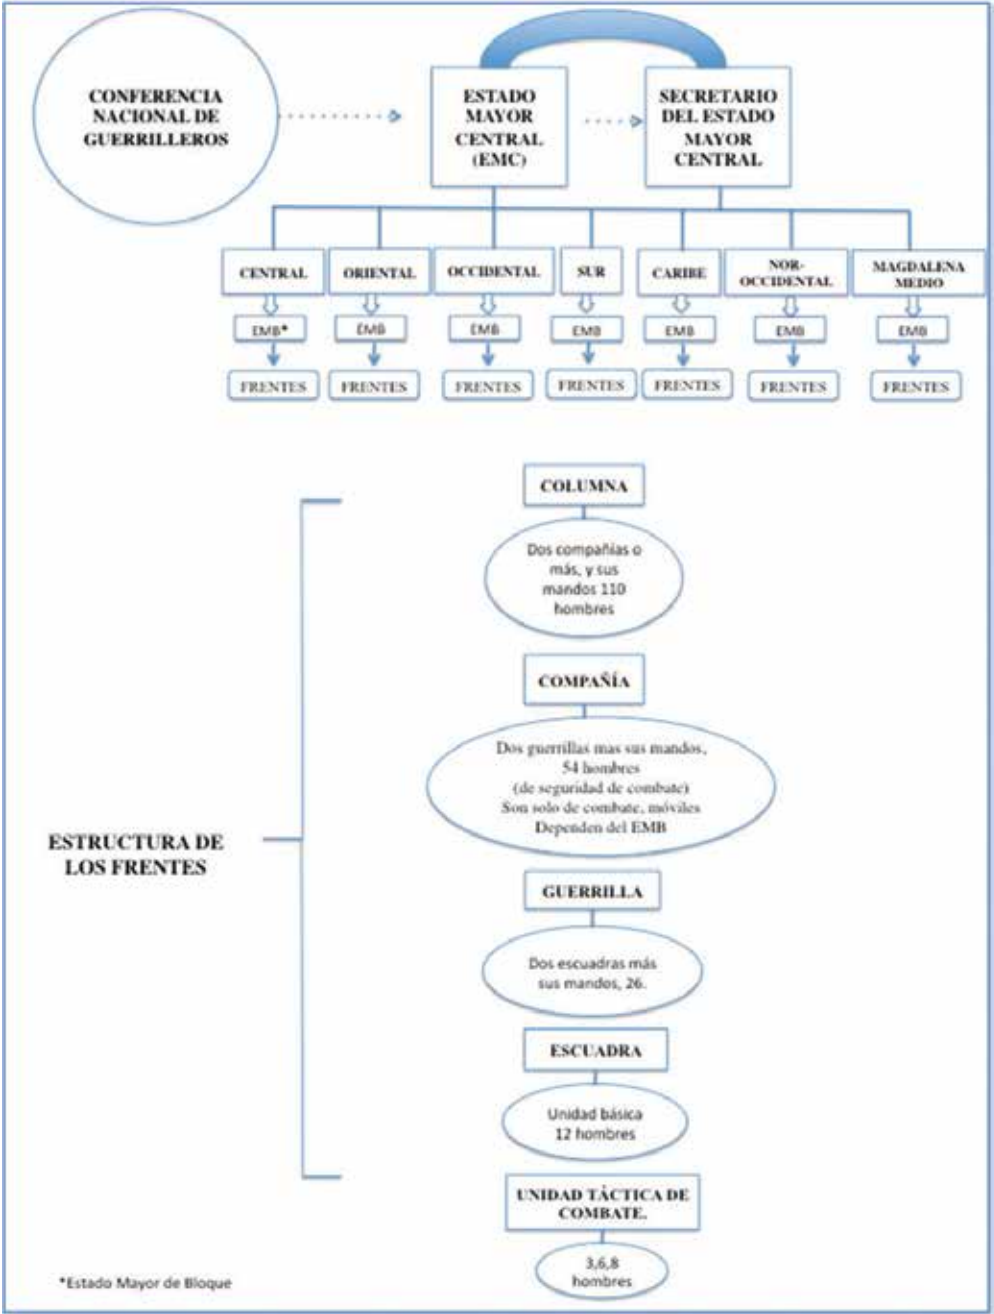 CONFERENCIA
NACIONAL DE
GUERRILLEROS
ESTADO
MAYOR
CENTRAL
(EMC)
SECRETARIO
DEL ESTADO
MAYOR
CENTRAL
CENTRAL
ORIENTAL
OCCIDENTAL
SUR
CARIBE
NOR-
OCCIDENTAL
MAGDALENA
MEDIO
EMB*
EMB
EMB
EMB
EMB
EMB
EMB
FRENTES
FRENTES
FRENTES
FRENTES
FRENTES
FRENTES
FRENTES
ESTRUCTURA DE
LOS FRENTES
COLUMNA
Dos compañías o
más, y sus
mandos 110
hombres
COMPAÑÍA
Dos guerrillas mas sus mandos,
54 hombres
(de seguridad de combate)
Son solo de combate, móviles
Dependen del EMB
GUERRILLA
Dos escuadras más
sus mandos, 26.
ESCUADRA
Unidad básica
12 hombres
UNIDAD TÁCTICA DE
COMBATE.
3,6,8
hombres
*Estado Mayor de Bloque